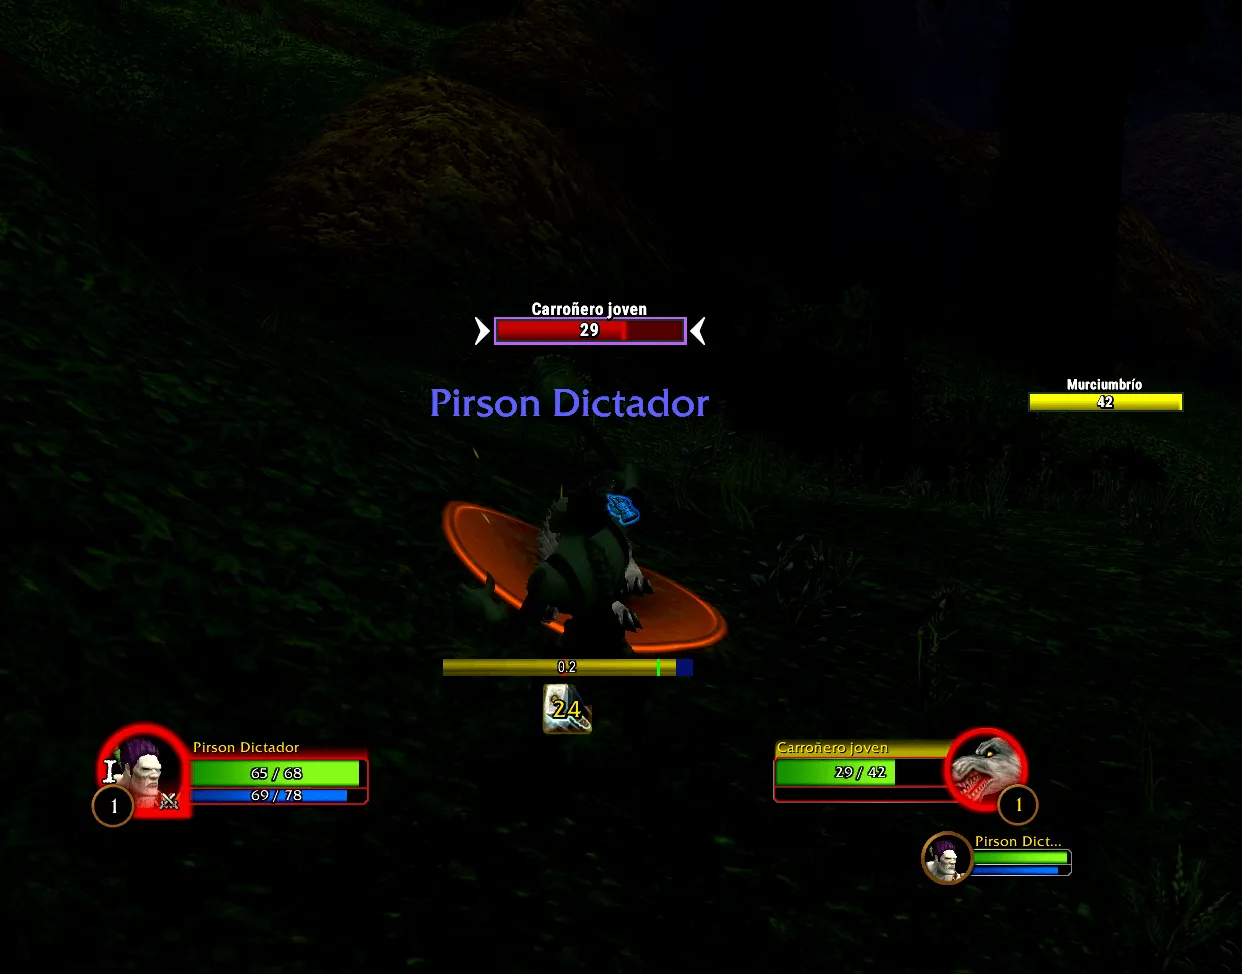 Carroñero joven
29
Murciumbrío
42
Pirson Dictador
0.2
24
Pirson Dictador
65 / 68
69 / 78
1
Carroñero joven
29 / 42
1
Pirson Dict...